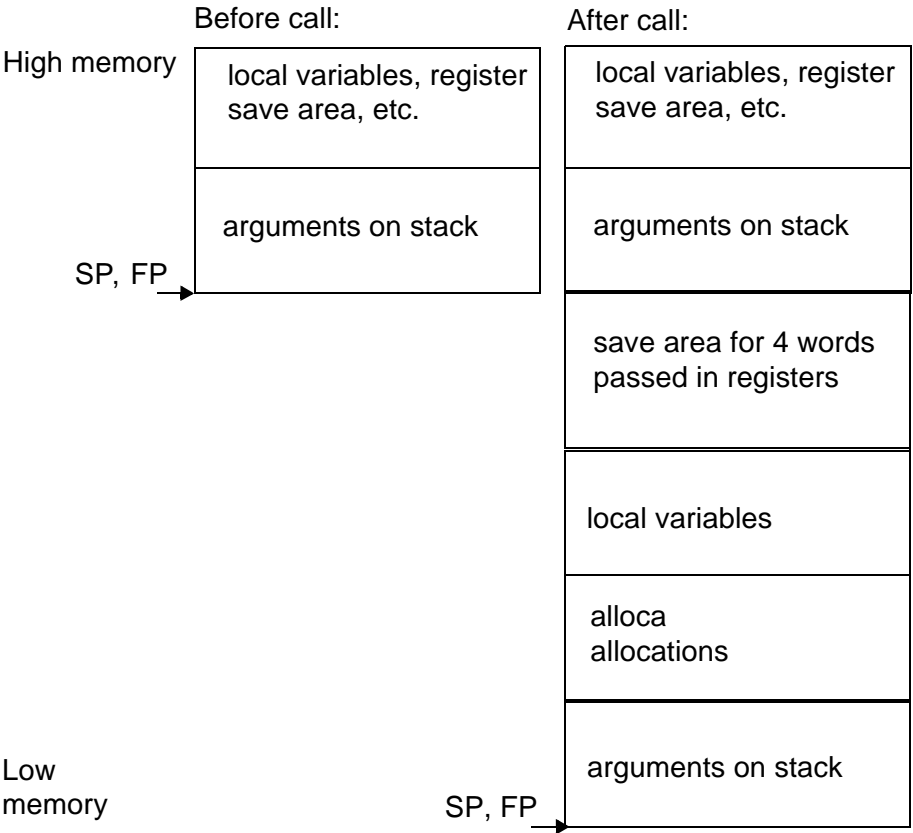 Before call:
After call:
High memory
local variables, register
save area, etc.
arguments on stack
SP, FP
local variables, register
save area, etc.
arguments on stack
save area for 4 words
passed in registers
local variables
alloca
allocations
arguments on stack
Low
memory
SP, FP